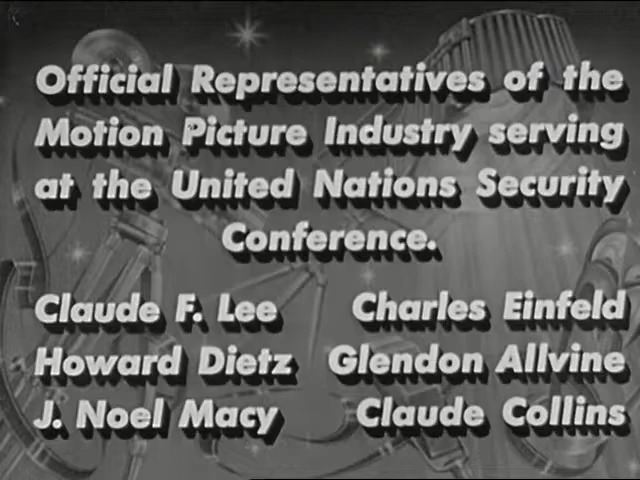 Official Representatives of the
Motion Picture Industry serving
at the United Nations Security
Conference.
Claude F. Lee Charles Einfeld
Howard Dietz Glendon Allvine
J. Noel Macy Claude Collins